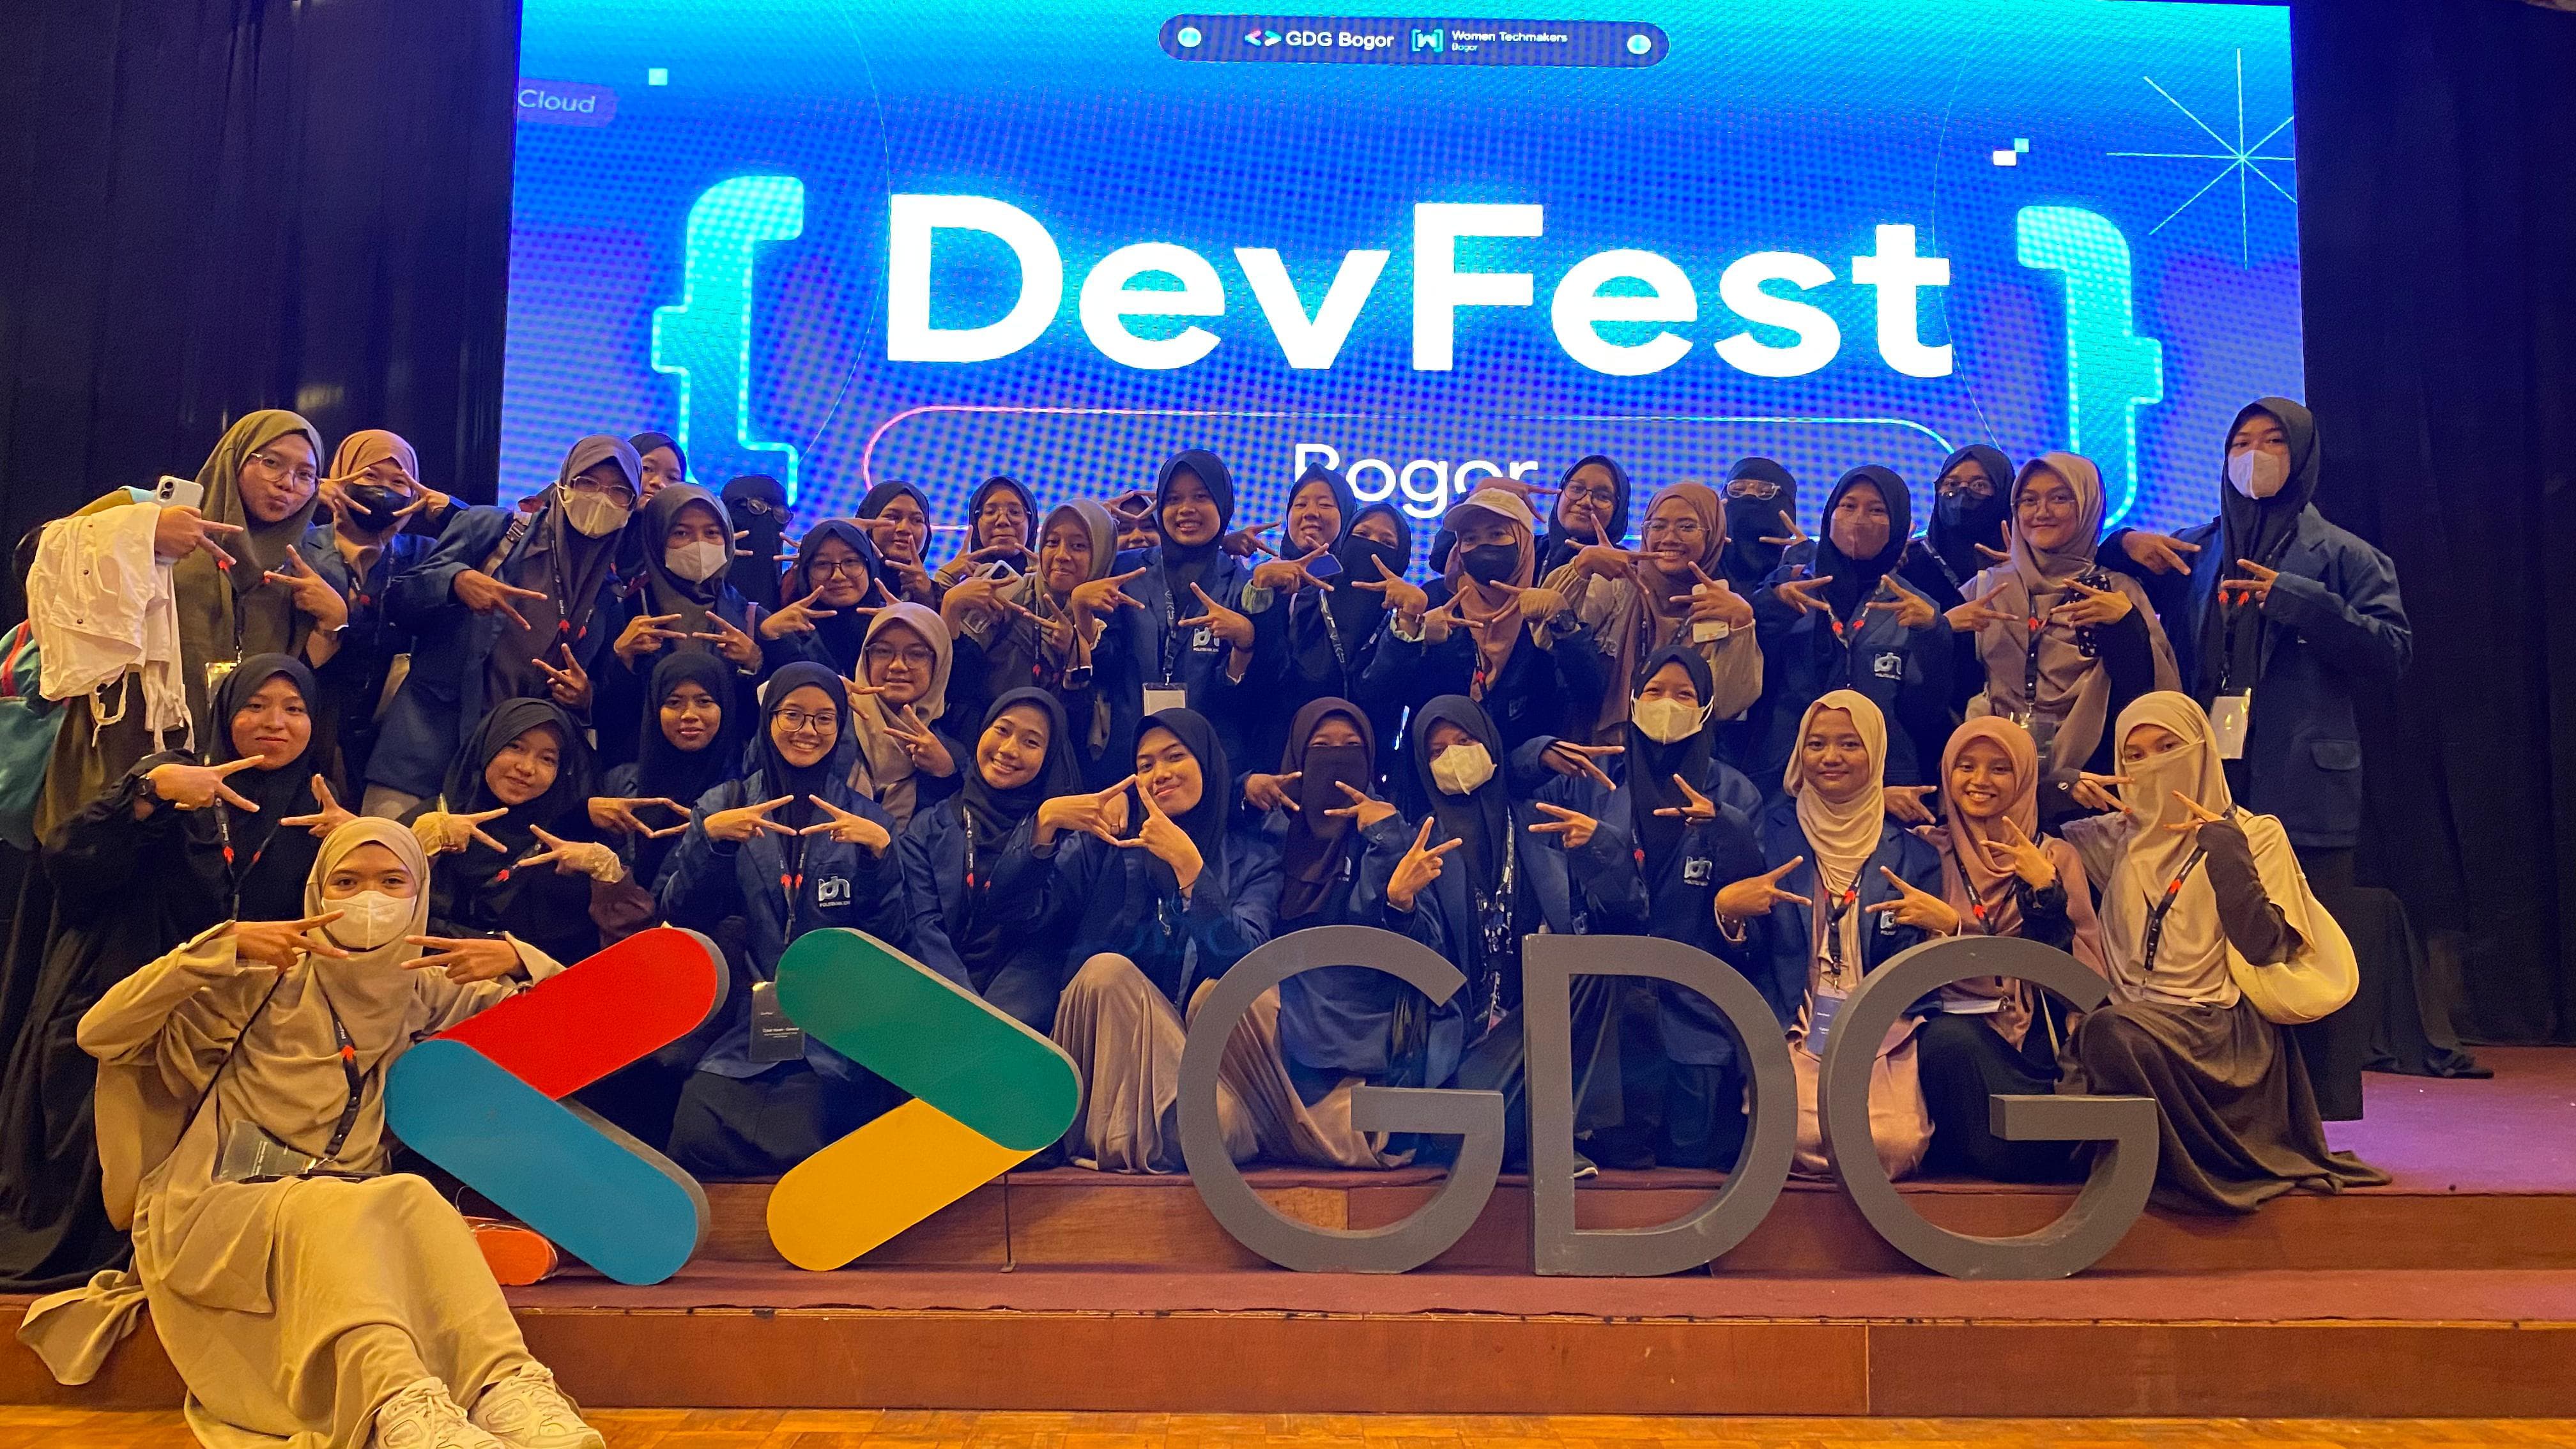 GDG Bogor
Women Techmakers
Bogor
Cloud
{ DevFest }
Bogor
GDG